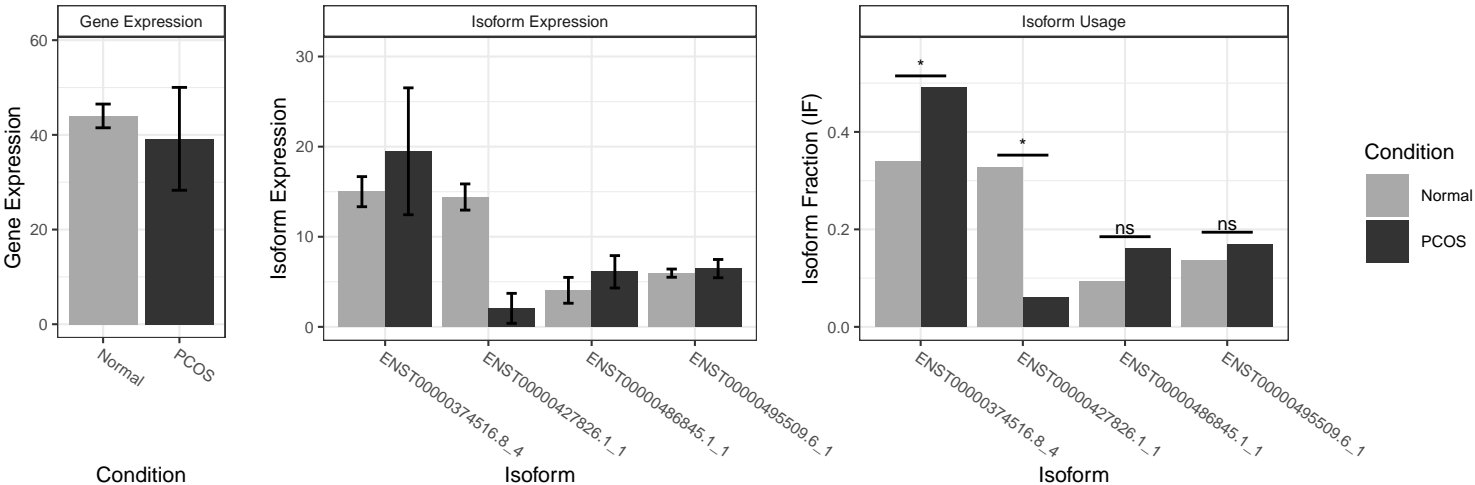 Gene Expression
Isoform Expression
Isoform Usage
Gene Expression
60
40
20
0
Normal
PCOS
Condition
Isoform Expression
30
20
10
0
ENST00000374516.8_4
ENST00000427826.1_1
ENST00000486845.1_1
ENST00000495509.6_1
Isoform
Isoform Fraction (IF)
0.4
0.2
0.0
*
*
ns
ns
ENST00000374516.8_4
ENST00000427826.1_1
ENST00000486845.1_1
ENST00000495509.6_1
Isoform
Condition
Normal
PCOS